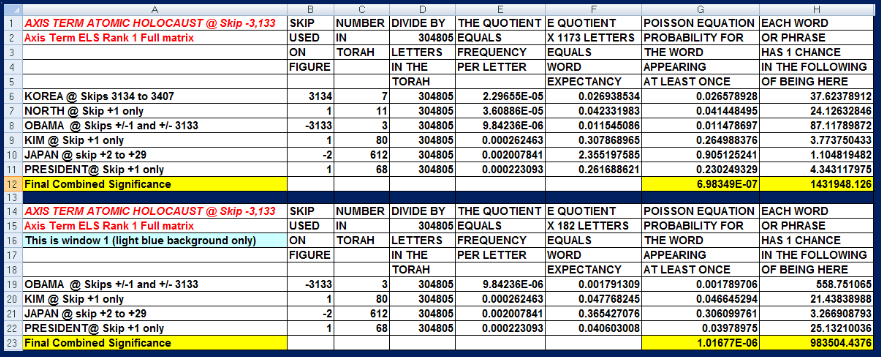 A B C D E F G H
1 AXIS TERM ATOMIC HOLOCAUST @ Skip -3,133 SKIP NUMBER DIVIDE BY THE QUOTIENT E QUOTIENT POISSON EQUATION EACH WORD
2 Axis Term ELS Rank 1 Full matrix USED IN 304805 EQUALS X 1173 LETTERS PROBABILITY FOR OR PHRASE
3 ON TORAH LETTERS FREQUENCY EQUALS THE WORD HAS 1 CHANCE
4 FIGURE IN THE PER LETTER WORD APPEARING IN THE FOLLOWING
5 TORAH EXPECTANCY AT LEAST ONCE OF BEING HERE
6 KOREA @ Skips 3134 to 3407 3134 7 304805 2.29655E-05 0.026938534 0.026578928 37.62378912
7 NORTH @ Skip +1 only 1 11 304805 3.60886E-05 0.042331983 0.041448495 24.12632846
8 OBAMA @ Skips +/-1 and +/- 3133 -3133 3 304805 9.84236E-06 0.011545086 0.011478697 87.11789872
9 KIM @ Skip +1 only 1 80 304805 0.000262463 0.307868965 0.264988376 3.773750433
10 JAPAN @ skip +2 to +29 -2 612 304805 0.007841 2.355197585 0.905125241 1.104819482
11 PRESIDENT@ Skip +1 only 1 68 304805 0.000223093 0.261688621 0.230249329 4.343117975
12 Final Combined Significance 6.98349E-07 1431948.126
13
14 AXIS TERM ATOMIC HOLOCAUST @ Skip -3,133 SKIP NUMBER DIVIDE BY THE QUOTIENT E QUOTIENT POISSON EQUATION EACH WORD
15 Axis Term ELS Rank 1 Full matrix USED IN 304805 EQUALS X 182 LETTERS PROBABILITY FOR OR PHRASE
16 This is window 1 (light blue background only) ON TORAH LETTERS FREQUENCY EQUALS THE WORD HAS 1 CHANCE
17 FIGURE IN THE PER LETTER WORD APPEARING IN THE FOLLOWING
18 TORAH EXPECTANCY AT LEAST ONCE OF BEING HERE
19 OBAMA @ Skips +/-1 and +/- 3133 -3133 3 304805 9.84236E-06 0.001791309 0.001789706 558.751065
20 KIM @ Skip +1 only 1 80 304805 0.000262463 0.047768245 0.046645294 21.43838988
21 JAPAN @ skip +2 to +29 -2 612 304805 0.002007841 0.365427076 0.306099761 3.266908793
22 PRESIDENT@ Skip +1 only 1 68 304805 0.000223093 0.040603008 0.03978975 25.13210036
23 Final Combined Significance 1.01677E-06 983504.4376